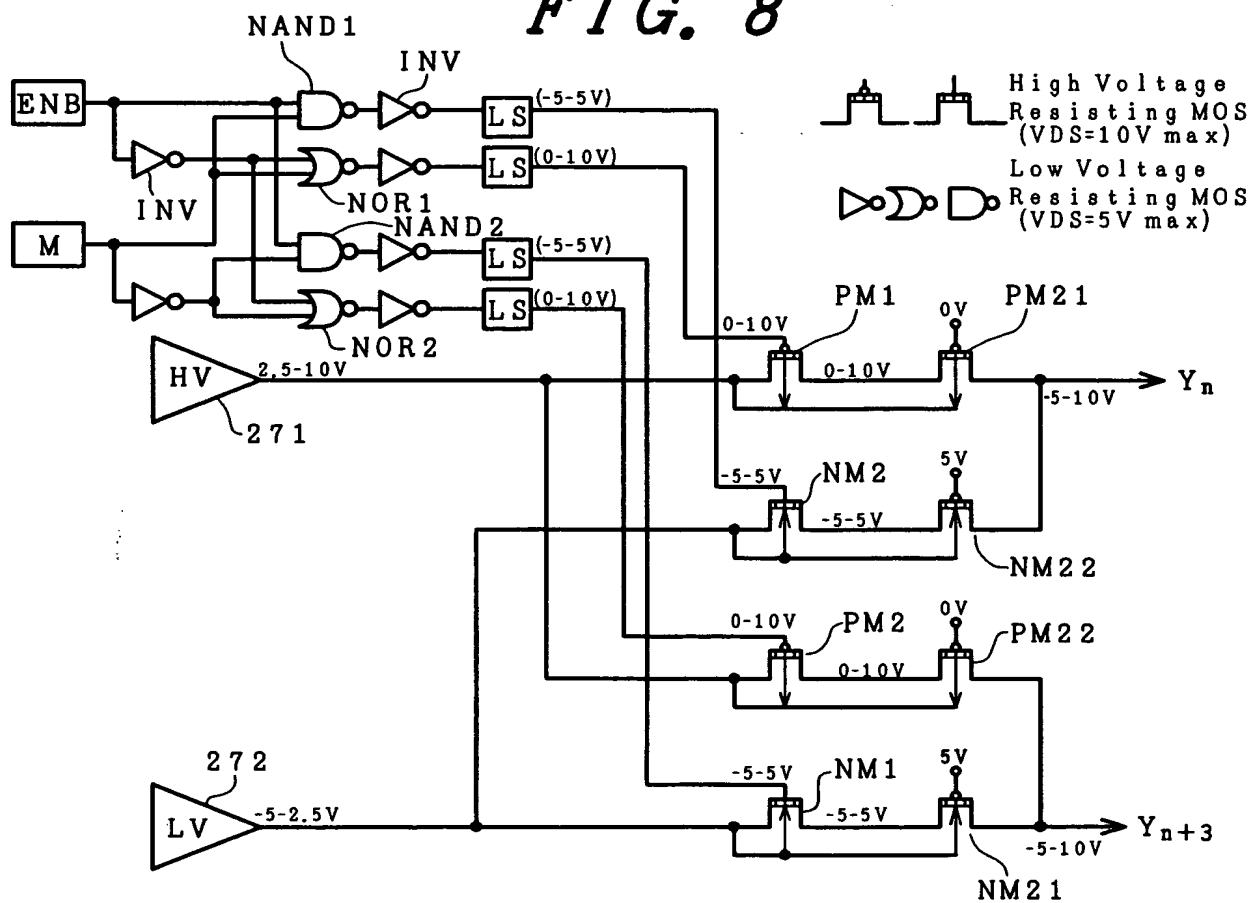 FIG. 8
NAND1
INV
ENB
LS
(-5-5V)
High Voltage
Resisting MOS
(VDS=10V max)
INV
NOR1
LS
(0-10V)
Low Voltage
Resisting MOS
(VDS=5V max)
M
NAND2
LS
(-5-5V)
LS
(0-10V)
NOR2
HV
2.5-10V
271
0-10V
PM1
0V
PM21
0-10V
-5-10V
Yn
-5-5V
NM2
5V
-5-5V
NM22
0-10V
PM2
0V
PM22
0-10V
272
LV
-5-2.5V
-5-5V
NM1
5V
-5-5V
-5-10V
Yn+3
NM21